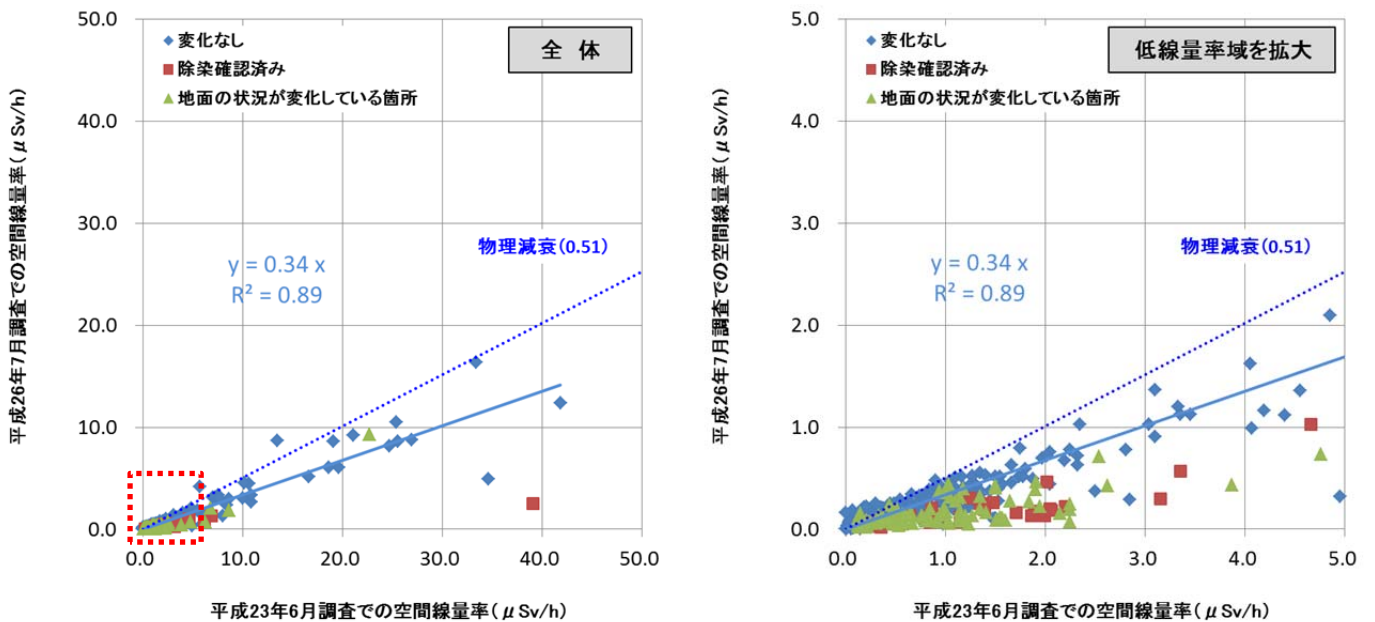 全 体
変化なし
除染確認済み
地面の状況が変化している箇所
50.0
40.0
30.0
20.0
10.0
0.0
平成26年7月調査での空間線量率(μSv/h)
物理減衰(0.51)
y = 0.34 x
R² = 0.89
0.0 10.0 20.0 30.0 40.0 50.0
平成23年6月調査での空間線量率(μSv/h)
低線量率域を拡大
変化なし
除染確認済み
地面の状況が変化している箇所
5.0
4.0
3.0
2.0
1.0
0.0
平成26年7月調査での空間線量率(μSv/h)
物理減衰(0.51)
y = 0.34 x
R² = 0.89
0.0 1.0 2.0 3.0 4.0 5.0
平成23年6月調査での空間線量率(μSv/h)